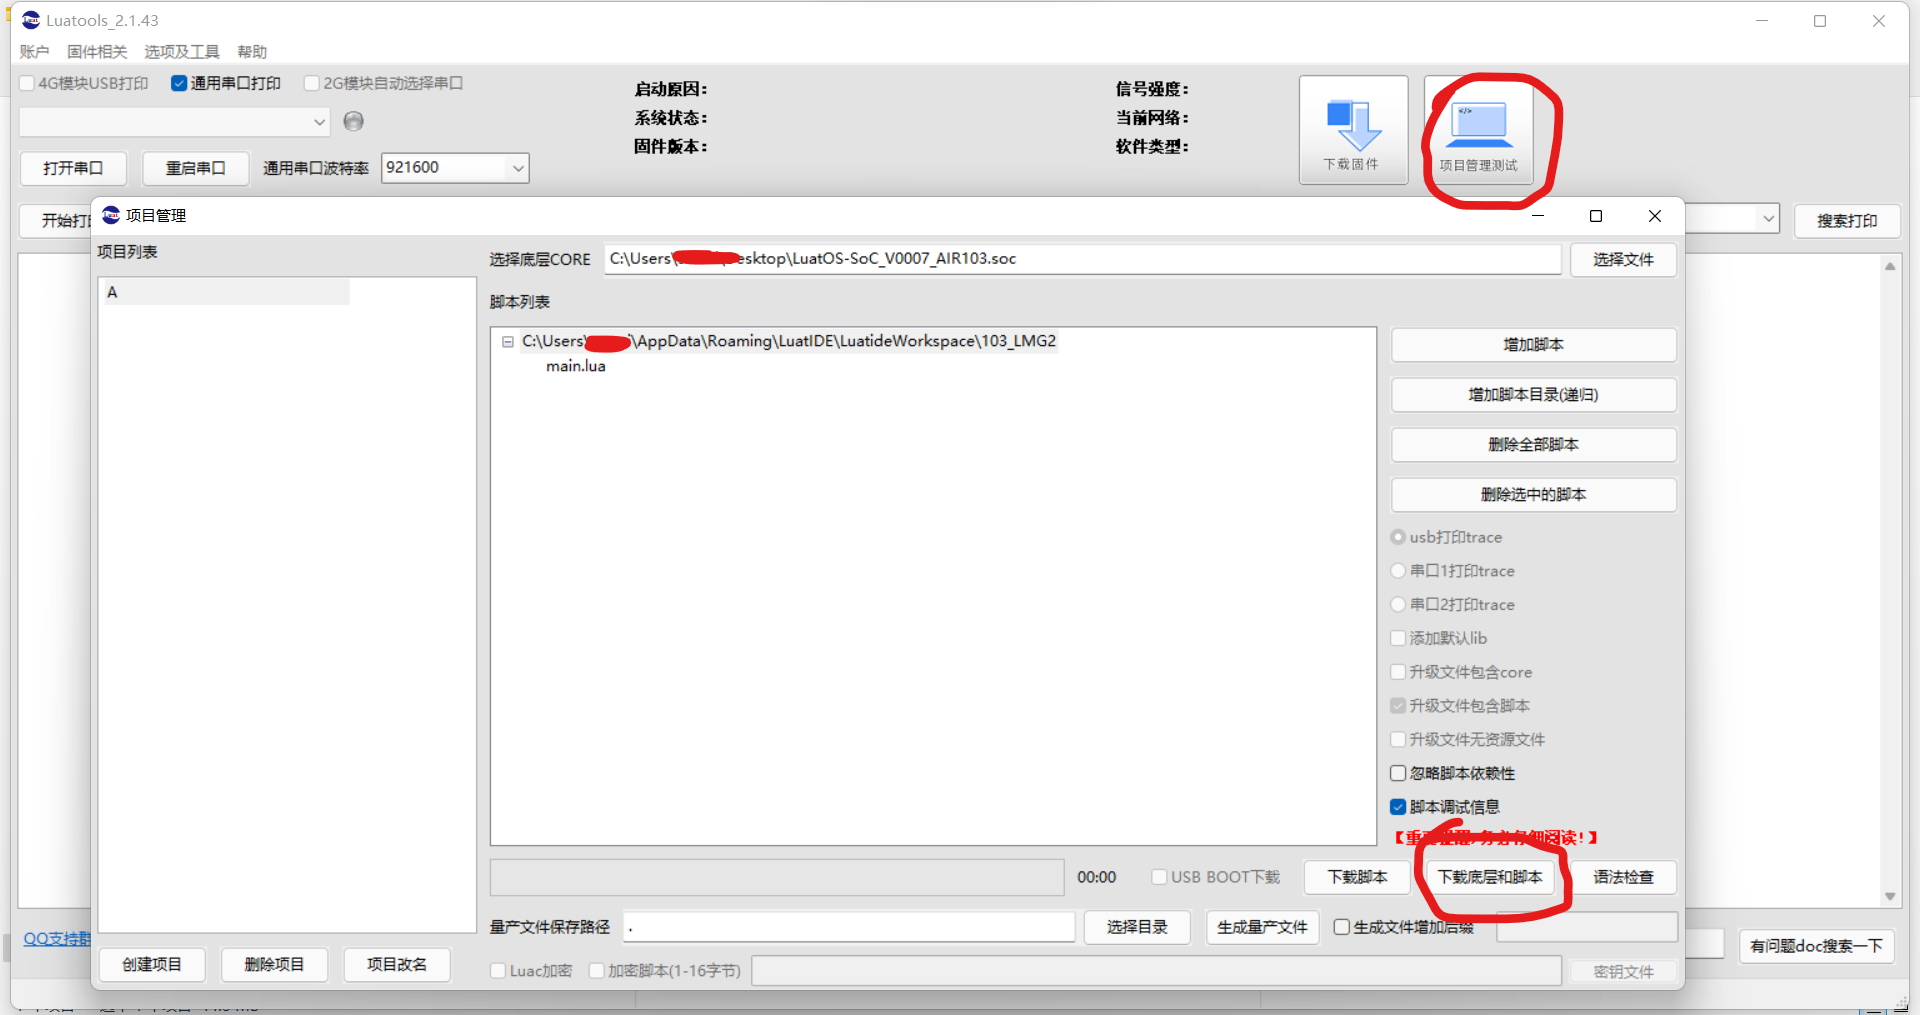 Luatools_2.1.43
账户 固件相关 选项及工具 帮助
4G模块USB打印 通用串口打印 2G模块自动选择串口
启动原因：
系统状态：
固件版本：
信号强度：
当前网络：
软件类型：
下载固件
项目管理测试
打开串口 重启串口 通用串口波特率 921600
开始打
搜索打印
项目管理
项目列表
A
选择底层CORE C:\Users\ esktop\LuatOS-SoC_V0007_AIR103.soc 选择文件
脚本列表
C:\Users\ \AppData\Roaming\LuatIDE\LuatideWorkspace\103_LMG2
main.lua
增加脚本
增加脚本目录(递归)
删除全部脚本
删除选中的脚本
usb打印trace
串口1打印trace
串口2打印trace
添加默认lib
升级文件包含core
升级文件包含脚本
升级文件无资源文件
忽略脚本依赖性
脚本调试信息
【重 阅读!】
00:00 USB BOOT下载 下载脚本 下载底层和脚本 语法检查
量产文件保存路径 . 选择目录 生成量产文件 生成文件增加后缀
QQ支持群
有问题doc搜索一下
创建项目 删除项目 项目改名
Luac加密 加密脚本(1-16字节) 密钥文件